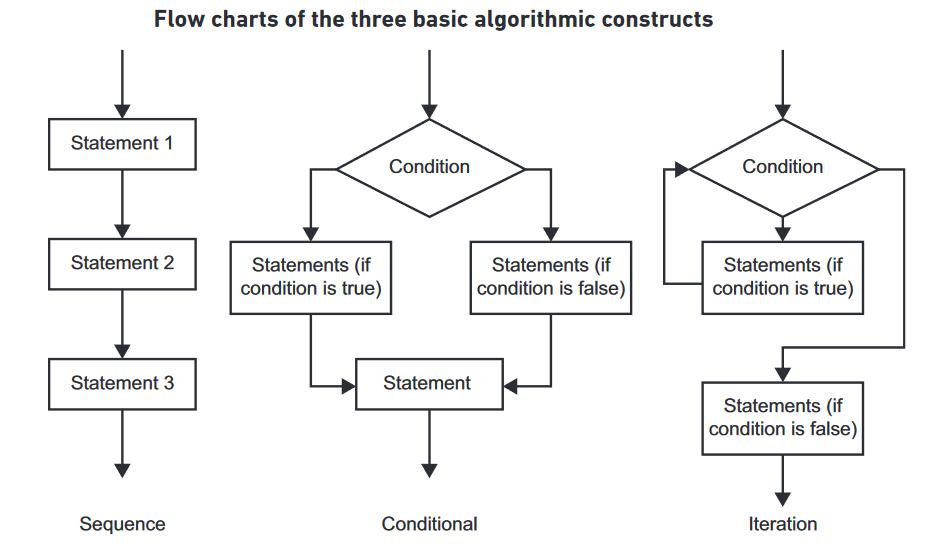 Flow charts of the three basic algorithmic constructs
Statement 1
Statement 2
Statement 3
Sequence
Condition
Statements (if
condition is true)
Statements (if
condition is false)
Statement
Conditional
Condition
Statements (if
condition is true)
Statements (if
condition is false)
Iteration